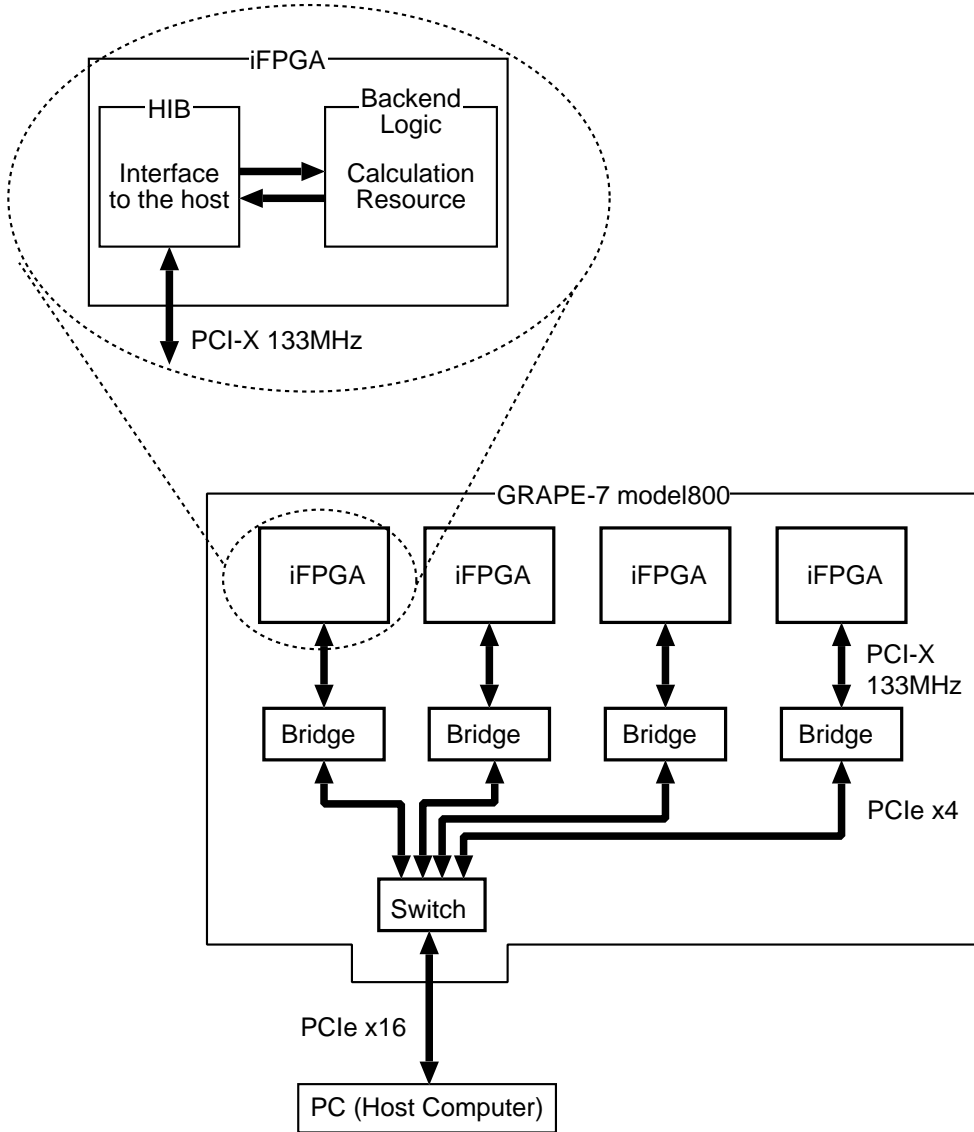 iFPGA
HIB
Interface
to the host
Backend
Logic
Calculation
Resource
PCI-X 133MHz
GRAPE-7 model800
iFPGA
iFPGA
iFPGA
iFPGA
PCI-X
133MHz
Bridge
Bridge
Bridge
Bridge
PCIe x4
Switch
PCIe x16
PC (Host Computer)